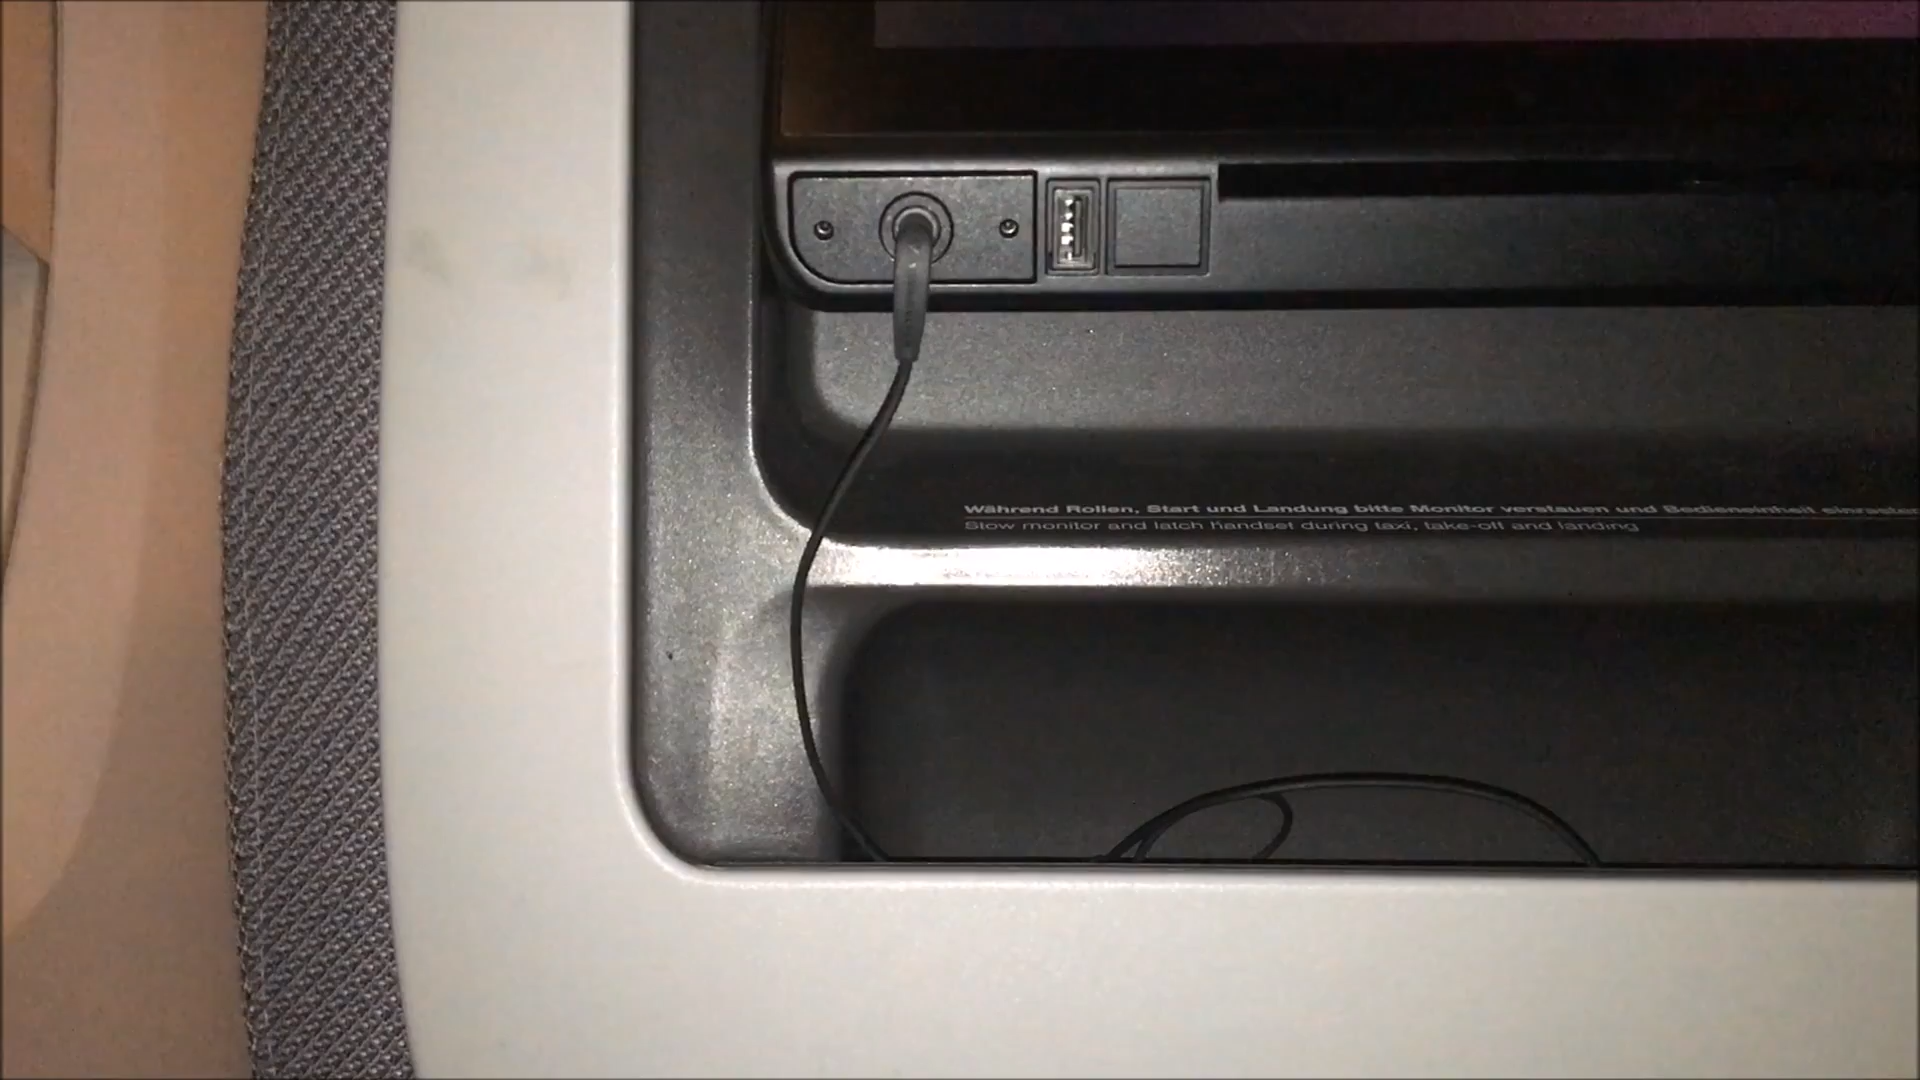 Während Rollen, Start und Landung bitte Monitor verstauen und Bedieneinheit einrasten
Stow monitor and latch handset during taxi, take-off and landing